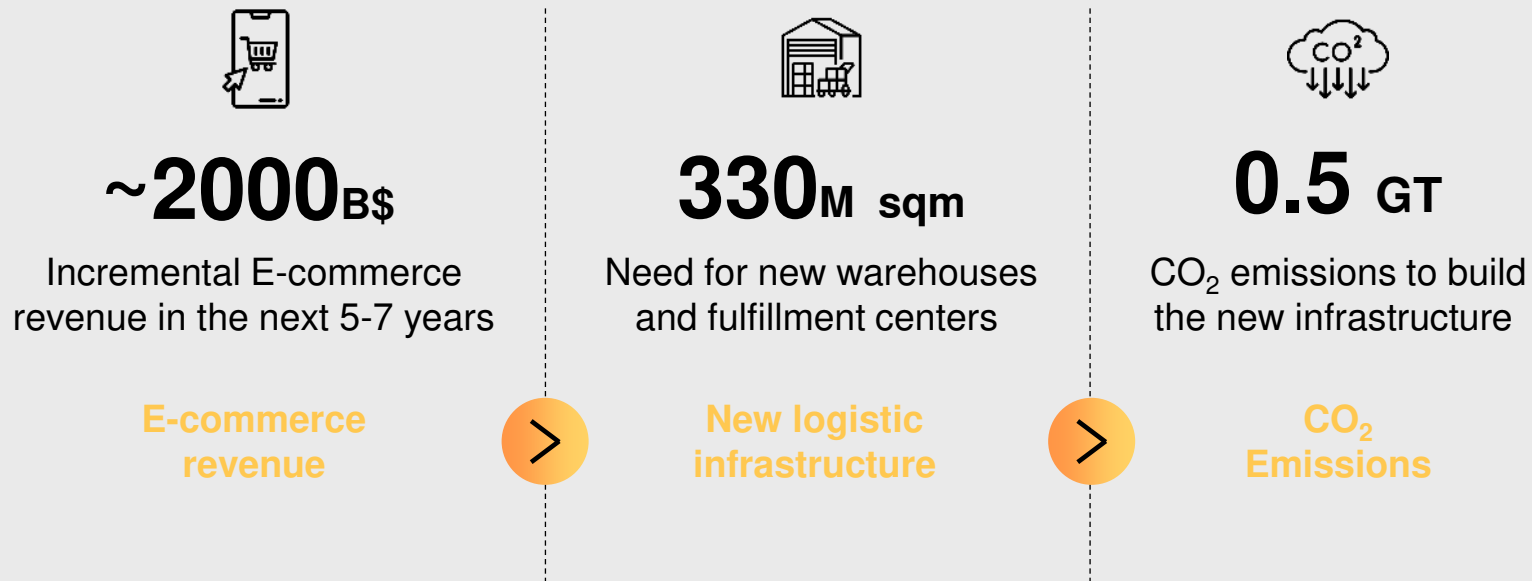 ~2000B$
Incremental E-commerce
revenue in the next 5-7 years
E-commerce
revenue
330M sqm
Need for new warehouses
and fulfillment centers
New logistic
infrastructure
CO²
0.5 GT
CO₂ emissions to build
the new infrastructure
CO₂
Emissions